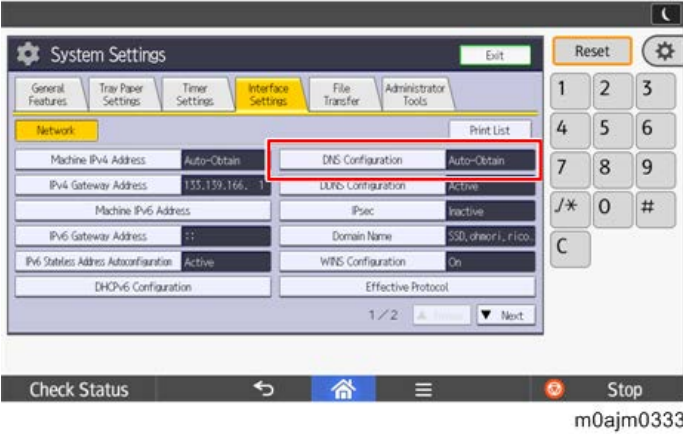 System Settings
Exit
General Features
Tray Paper Settings
Timer Settings
Interface Settings
File Transfer
Administrator Tools
Network
Print List
Machine IPv4 Address
Auto-Obtain
DNS Configuration
Auto-Obtain
IPv4 Gateway Address
133.139.166. 1
DDNS Configuration
Active
Machine IPv6 Address
IPsec
Inactive
IPv6 Gateway Address
::
Domain Name
SSD,ohmori,rico.
IPv6 Stateless Address Autoconfiguration
Active
WINS Configuration
On
DHCPv6 Configuration
Effective Protocol
1/2
▼ Next
Reset
1 2 3
4 5 6
7 8 9
./* 0 #
C
Check Status
Stop
m0ajm0333